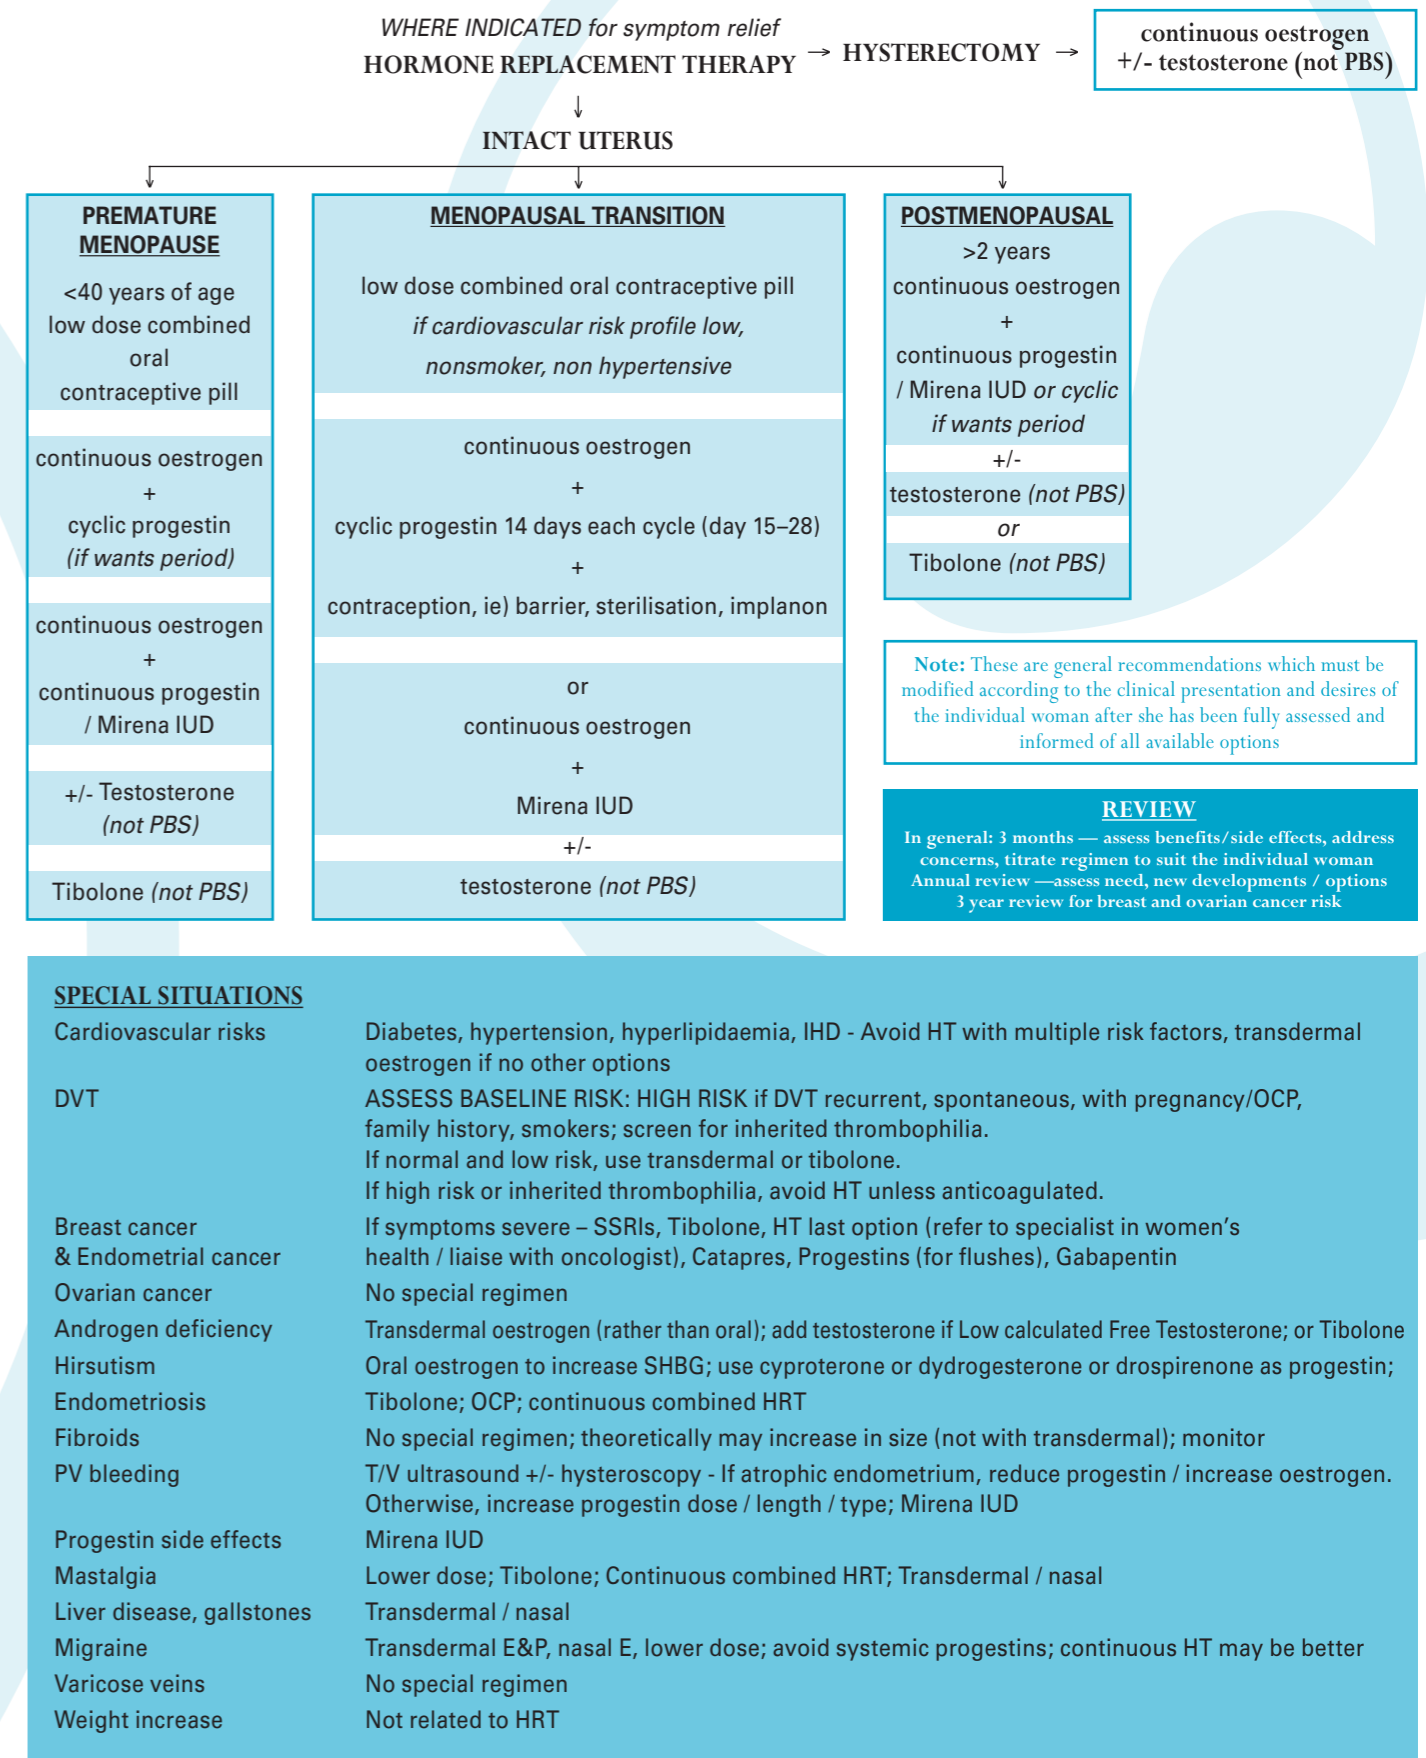 WHERE INDICATED for symptom relief
HORMONE REPLACEMENT THERAPY → HYSTERECTOMY →
continuous oestrogen
+/- testosterone (not PBS)
INTACT UTERUS
PREMATURE
MENOPAUSE
<40 years of age
low dose combined
oral
contraceptive pill
continuous oestrogen
+
cyclic progestin
(if wants period)
continuous oestrogen
+
continuous progestin
/ Mirena IUD
+/- Testosterone
(not PBS)
Tibolone (not PBS)
MENOPAUSAL TRANSITION
low dose combined oral contraceptive pill
if cardiovascular risk profile low,
nonsmoker, non hypertensive
continuous oestrogen
+
cyclic progestin 14 days each cycle (day 15–28)
+
contraception, ie) barrier, sterilisation, implanon
or
continuous oestrogen
+
Mirena IUD
+/-
testosterone (not PBS)
POSTMENOPAUSAL
>2 years
continuous oestrogen
+
continuous progestin
/ Mirena IUD or cyclic
if wants period
+/-
testosterone (not PBS)
or
Tibolone (not PBS)
Note: These are general recommendations which must be
modified according to the clinical presentation and desires of
the individual woman after she has been fully assessed and
informed of all available options
REVIEW
In general: 3 months — assess benefits/side effects, address
concerns, titrate regimen to suit the individual woman
Annual review —assess need, new developments / options
3 year review for breast and ovarian cancer risk
SPECIAL SITUATIONS
Cardiovascular risks Diabetes, hypertension, hyperlipidaemia, IHD - Avoid HT with multiple risk factors, transdermal
oestrogen if no other options
DVT ASSESS BASELINE RISK: HIGH RISK if DVT recurrent, spontaneous, with pregnancy/OCP,
family history, smokers; screen for inherited thrombophilia.
If normal and low risk, use transdermal or tibolone.
If high risk or inherited thrombophilia, avoid HT unless anticoagulated.
Breast cancer If symptoms severe – SSRIs, Tibolone, HT last option (refer to specialist in women's
& Endometrial cancer health / liaise with oncologist), Catapres, Progestins (for flushes), Gabapentin
Ovarian cancer No special regimen
Androgen deficiency Transdermal oestrogen (rather than oral); add testosterone if Low calculated Free Testosterone; or Tibolone
Hirsutism Oral oestrogen to increase SHBG; use cyproterone or dydrogesterone or drospirenone as progestin;
Endometriosis Tibolone; OCP; continuous combined HRT
Fibroids No special regimen; theoretically may increase in size (not with transdermal); monitor
PV bleeding T/V ultrasound +/- hysteroscopy - If atrophic endometrium, reduce progestin / increase oestrogen.
Otherwise, increase progestin dose / length / type; Mirena IUD
Progestin side effects Mirena IUD
Mastalgia Lower dose; Tibolone; Continuous combined HRT; Transdermal / nasal
Liver disease, gallstones Transdermal / nasal
Migraine Transdermal E&P, nasal E, lower dose; avoid systemic progestins; continuous HT may be better
Varicose veins No special regimen
Weight increase Not related to HRT